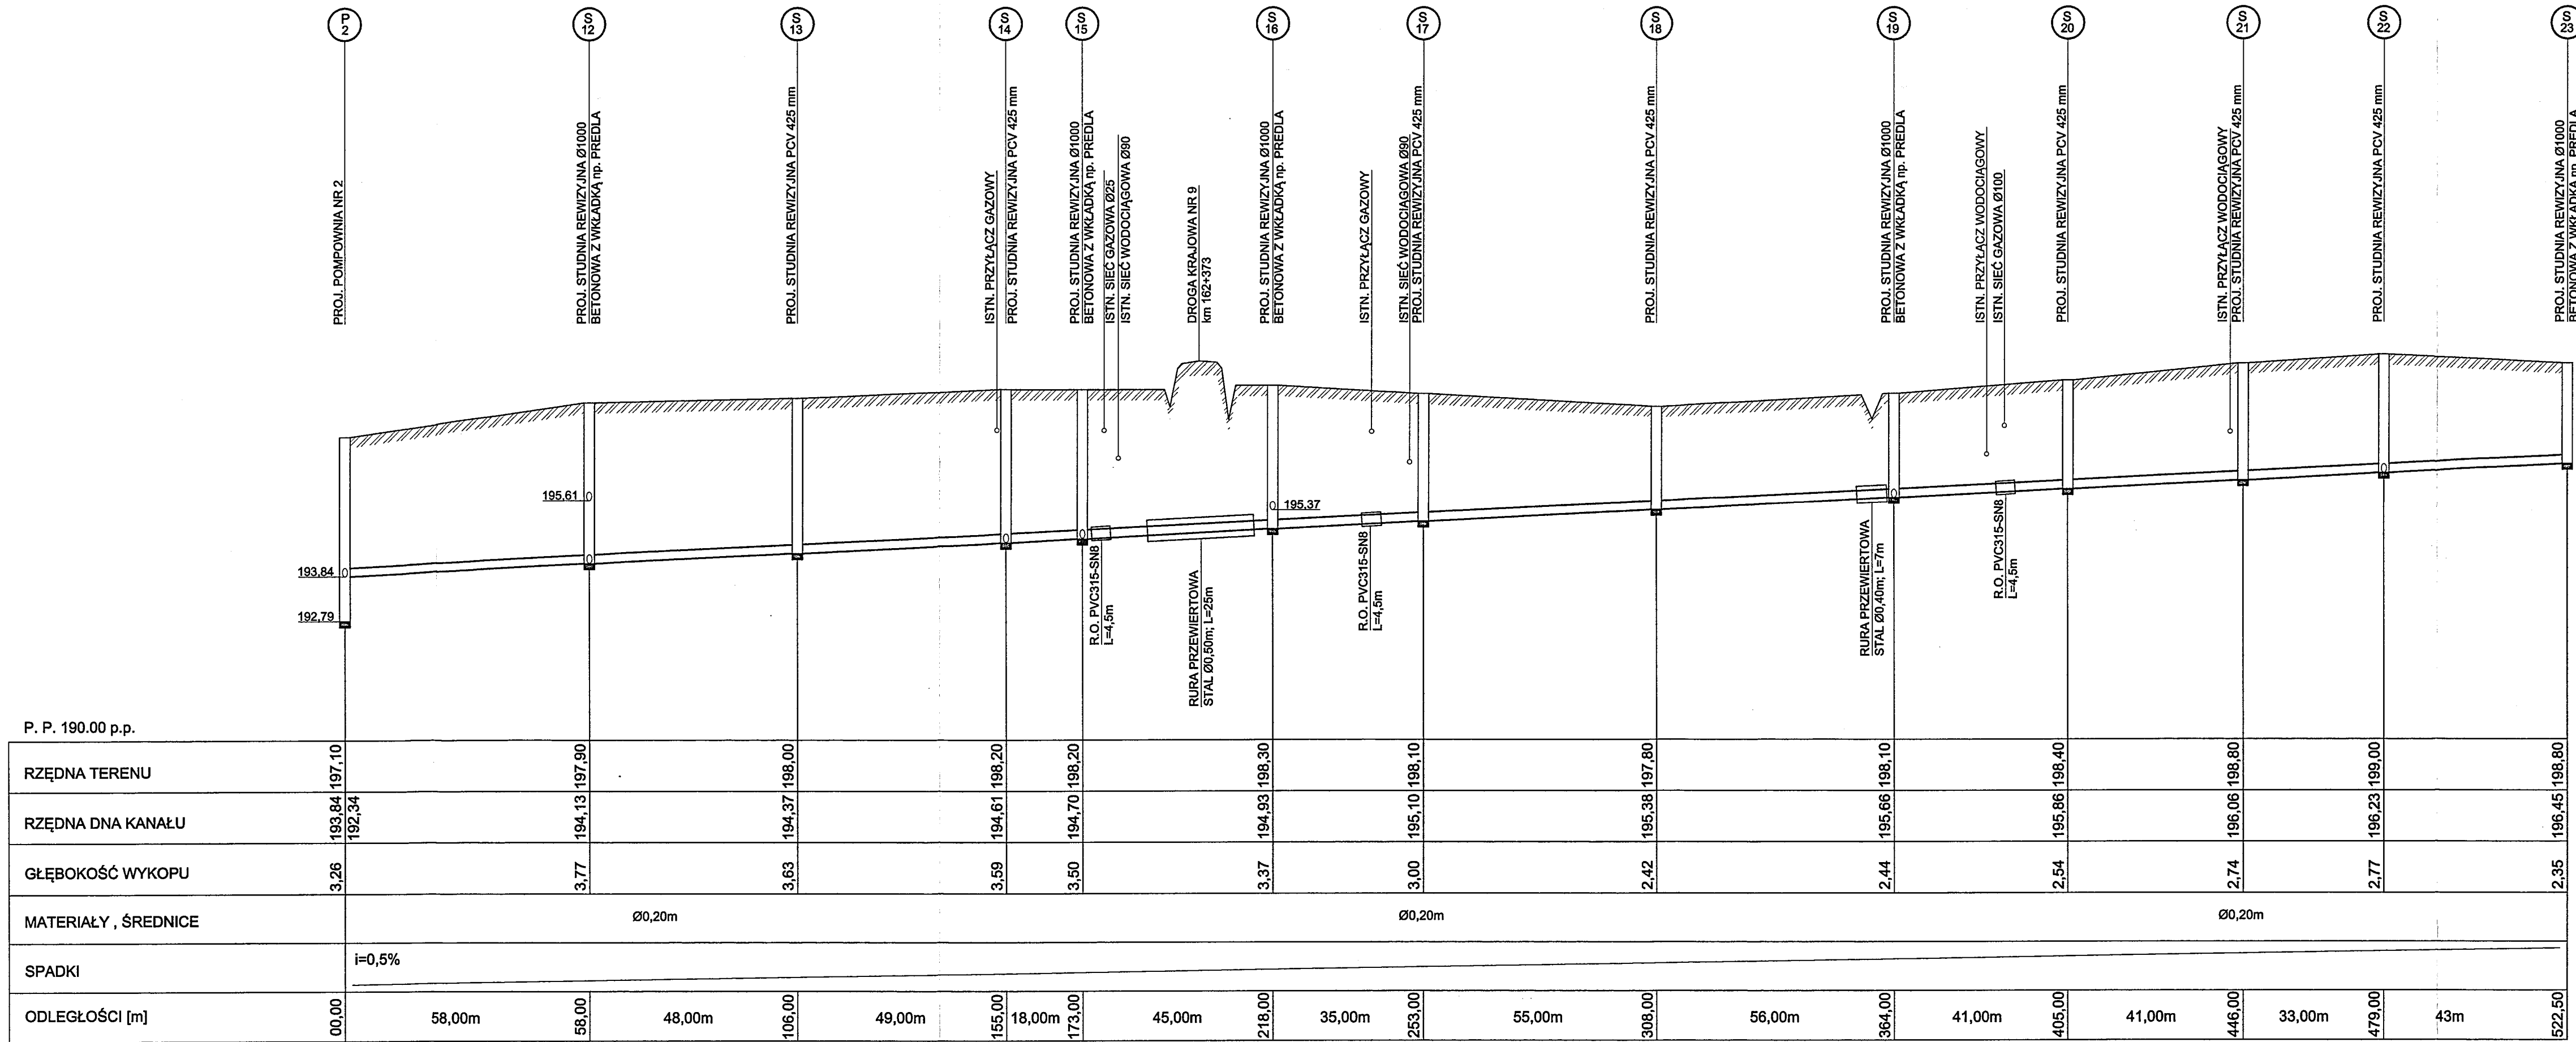 P
2
S
12
S
13
S
14
S
15
S
16
S
17
S
18
S
19
S
20
S
21
S
22
S
23
PROJ. POMPOWNIA NR 2
PROJ. STUDNIA REWIZYJNA Ø1000
BETONOWA Z WKŁADKĄ np. PREDLA
PROJ. STUDNIA REWIZYJNA PCV 425 mm
ISTN. PRZYŁĄCZ GAZOWY
PROJ. STUDNIA REWIZYJNA PCV 425 mm
PROJ. STUDNIA REWIZYJNA Ø1000
BETONOWA Z WKŁADKĄ np. PREDLA
ISTN. SIEĆ GAZOWA Ø25
ISTN. SIEĆ WODOCIĄGOWA Ø90
DROGA KRAJOWA NR 9
km 162+373
PROJ. STUDNIA REWIZYJNA Ø1000
BETONOWA Z WKŁADKĄ np. PREDLA
ISTN. PRZYŁĄCZ GAZOWY
ISTN. SIEĆ WODOCIĄGOWA Ø90
PROJ. STUDNIA REWIZYJNA PCV 425 mm
PROJ. STUDNIA REWIZYJNA PCV 425 mm
PROJ. STUDNIA REWIZYJNA Ø1000
BETONOWA Z WKŁADKĄ np. PREDLA
ISTN. PRZYŁĄCZ WODOCIĄGOWY
ISTN. SIEĆ GAZOWA Ø100
PROJ. STUDNIA REWIZYJNA PCV 425 mm
ISTN. PRZYŁĄCZ WODOCIĄGOWY
PROJ. STUDNIA REWIZYJNA PCV 425 mm
PROJ. STUDNIA REWIZYJNA PCV 425 mm
PROJ. STUDNIA REWIZYJNA Ø1000
BETONOWA Z WKŁADKĄ np. PREDLA
195,61
195,37
193,84
192,79
R.O. PVC315-SN8
L=4,5m
RURA PRZEWIERTOWA
STAL Ø0,50m; L=25m
R.O. PVC315-SN8
L=4,5m
RURA PRZEWIERTOWA
STAL Ø0,40m; L=7m
R.O. PVC315-SN8
L=4,5m
P. P. 190.00 p.p.
RZĘDNA TERENU 197,10 197,90 198,00 198,20 198,20 198,30 198,10 197,80 198,10 198,40 198,80 199,00 198,80
RZĘDNA DNA KANAŁU 193,84 192,34 194,13 194,37 194,61 194,70 194,93 195,10 195,38 195,66 195,86 196,06 196,23 196,45
GŁĘBOKOŚĆ WYKOPU 3,26 3,77 3,63 3,59 3,50 3,37 3,00 2,42 2,44 2,54 2,74 2,77 2,35
MATERIAŁY , ŚREDNICE Ø0,20m Ø0,20m Ø0,20m
SPADKI i=0,5%
ODLEGŁOŚCI [m] 00,00 58,00m 58,00 48,00m 106,00 49,00m 155,00 18,00m 173,00 45,00m 218,00 35,00m 253,00 55,00m 308,00 56,00m 364,00 41,00m 405,00 41,00m 446,00 33,00m 479,00 43m 522,50